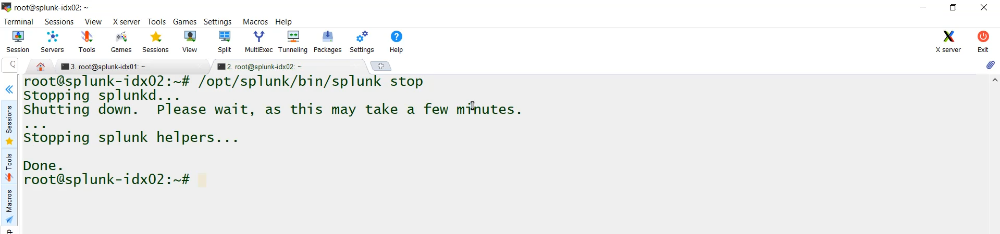 root@splunk-idx02: ~
Terminal Sessions View X server Tools Games Settings Macros Help
Session Servers Tools Games Sessions View Split MultiExec Tunneling Packages Settings Help X server Exit
3. root@splunk-idx01: ~ 2. root@splunk-idx02: ~
root@splunk-idx02:~# /opt/splunk/bin/splunk stop
Stopping splunkd...
Shutting down.  Please wait, as this may take a few minutes.
...
Stopping splunk helpers...
Done.
root@splunk-idx02:~#
Sessions
Tools
Macros